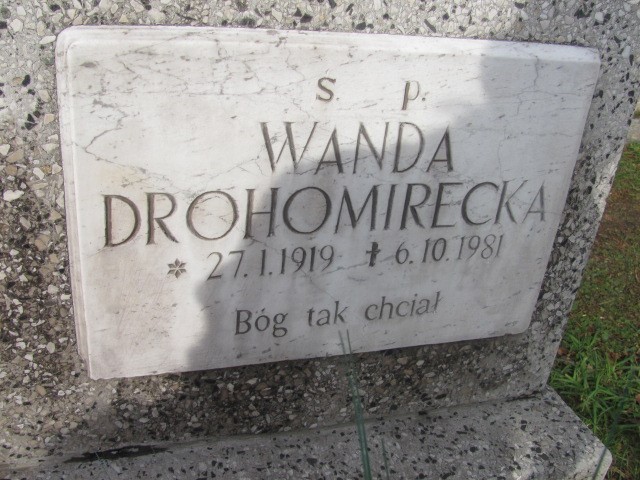 s. p.
WANDA
DROHOMIRECKA
* 27.1.1919 ✝ 6.10.1981
Bóg tak chciał